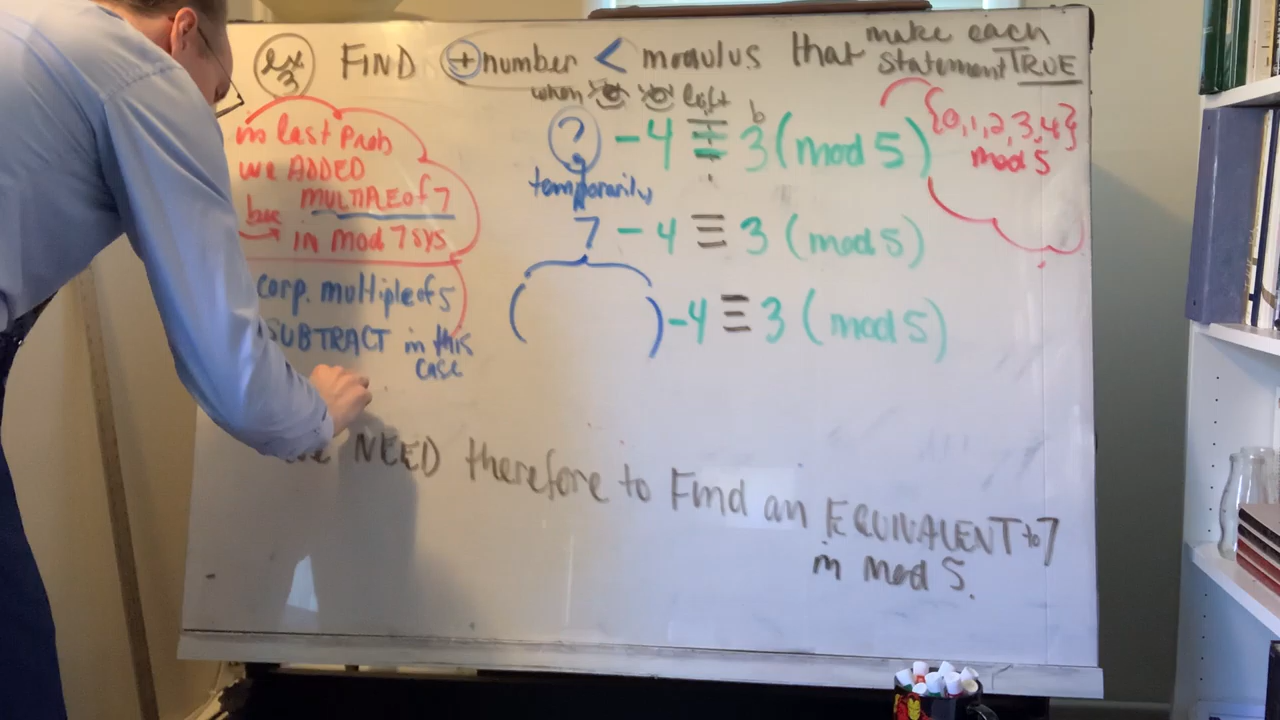 ex 3 FIND + number < modulus that make each
statement TRUE
when left
? - 4 ≡ 3 (mod 5)
b
{0,1,2,3,4}
mod 5
temporarily
7 - 4 ≡ 3 (mod 5)
( ) -4 ≡ 3 (mod 5)
in last Prob
we ADDED
MULTIPLE of 7
bec
in mod 7 sys
corp. multiple of 5
SUBTRACT in this
case
NEED therefore to Find an EQUIVALENT to 7
in mod 5.